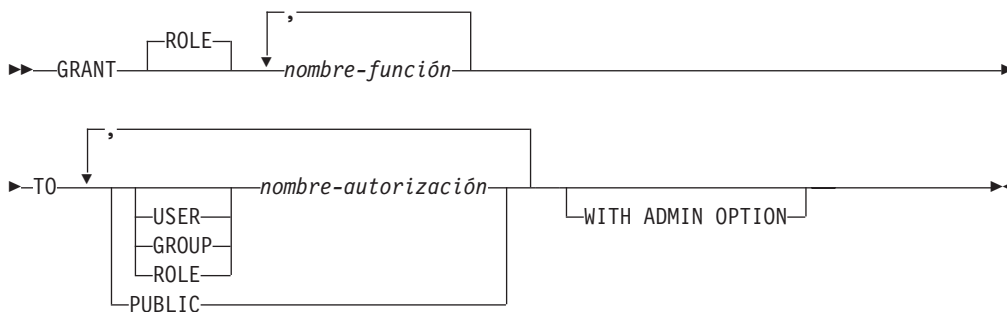 ,
ROLE
GRANT nombre-función
,
TO nombre-autorización
USER
GROUP
ROLE
PUBLIC
WITH ADMIN OPTION